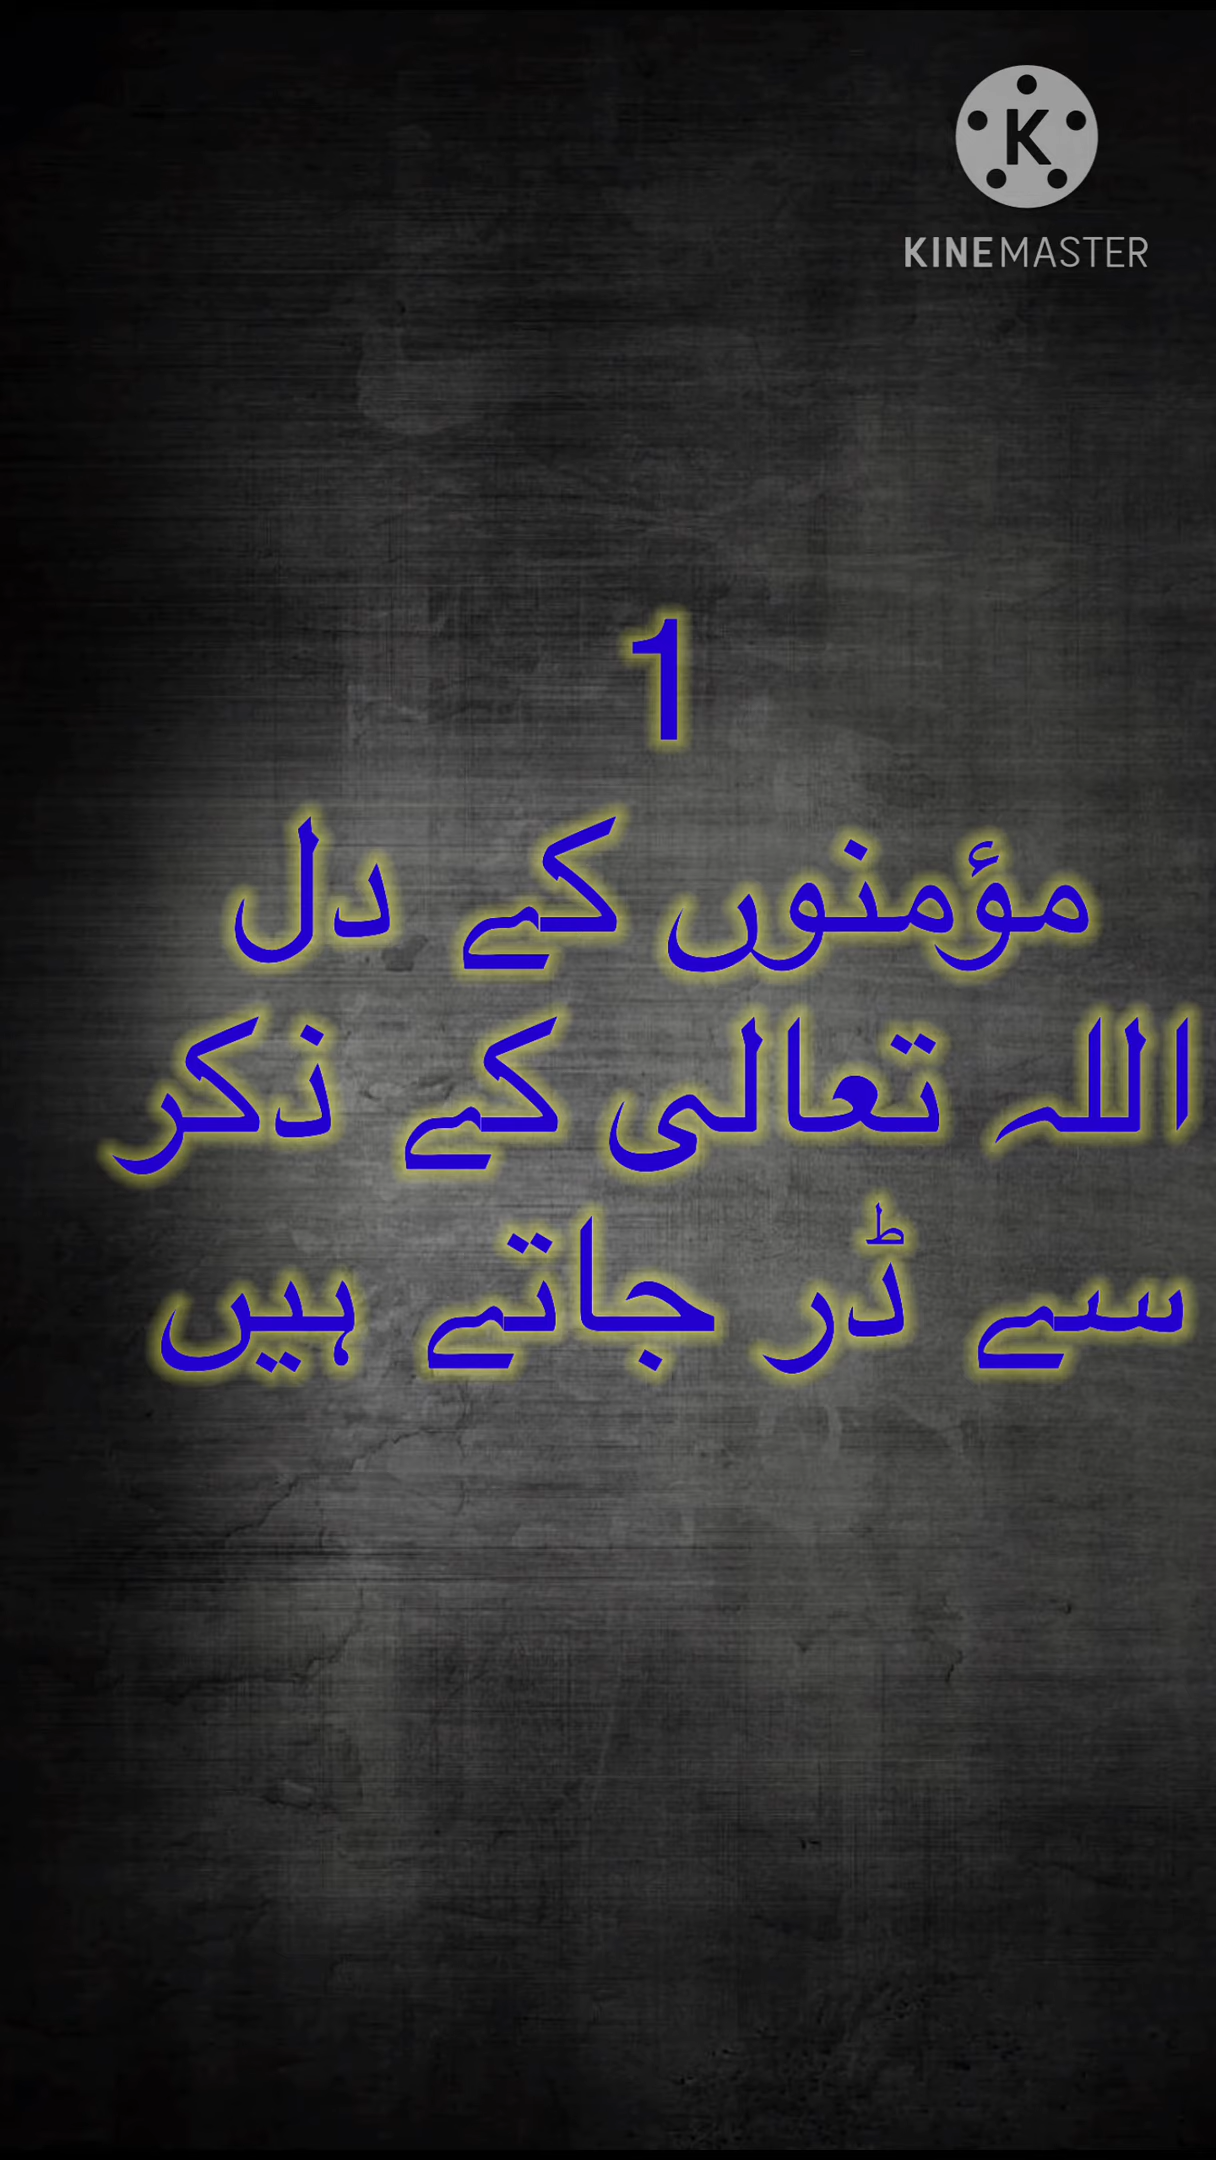 KINEMASTER
1
مؤمنوں کے دل
اللہ تعالی کے ذکر
سے ڈر جاتے ہیں